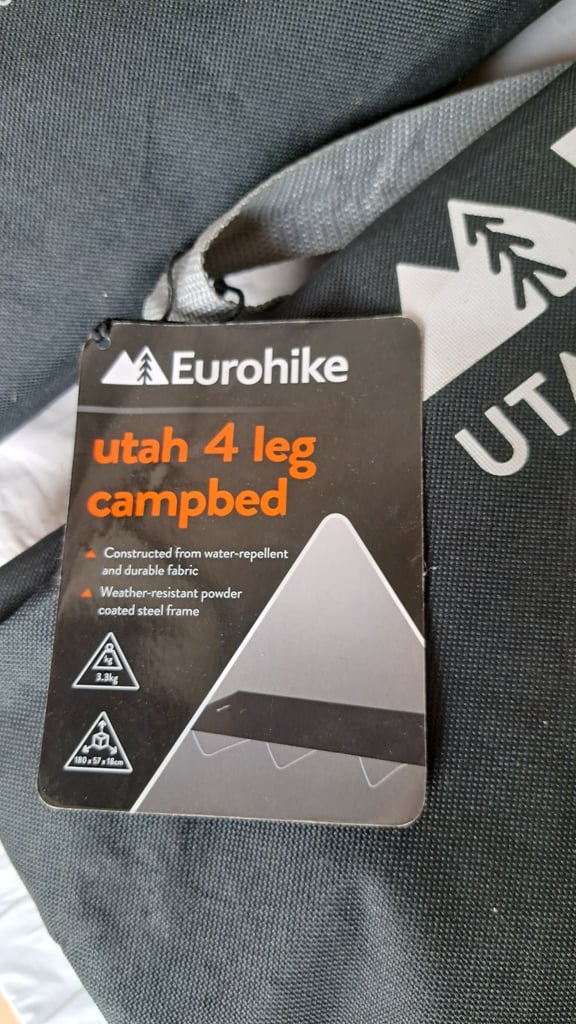 Eurohike
utah 4 leg
campbed
Constructed from water-repellent
and durable fabric
Weather-resistant powder
coated steel frame
kg
3.3kg
180 x 57 x 18cm
UTA